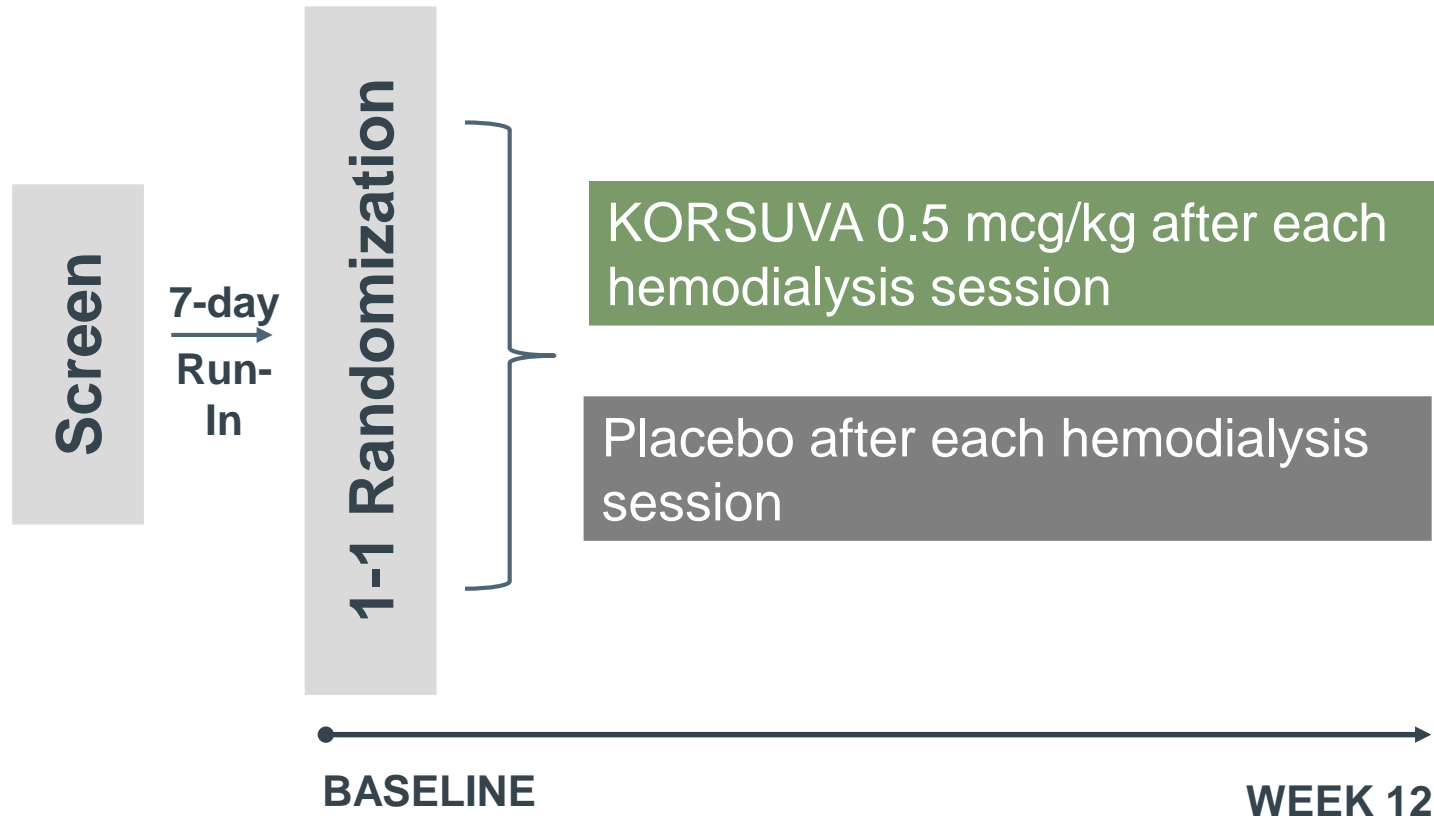 Screen
7-day
Run-
In
1-1 Randomization
KORSUVA 0.5 mcg/kg after each
hemodialysis session
Placebo after each hemodialysis
session
BASELINE
WEEK 12